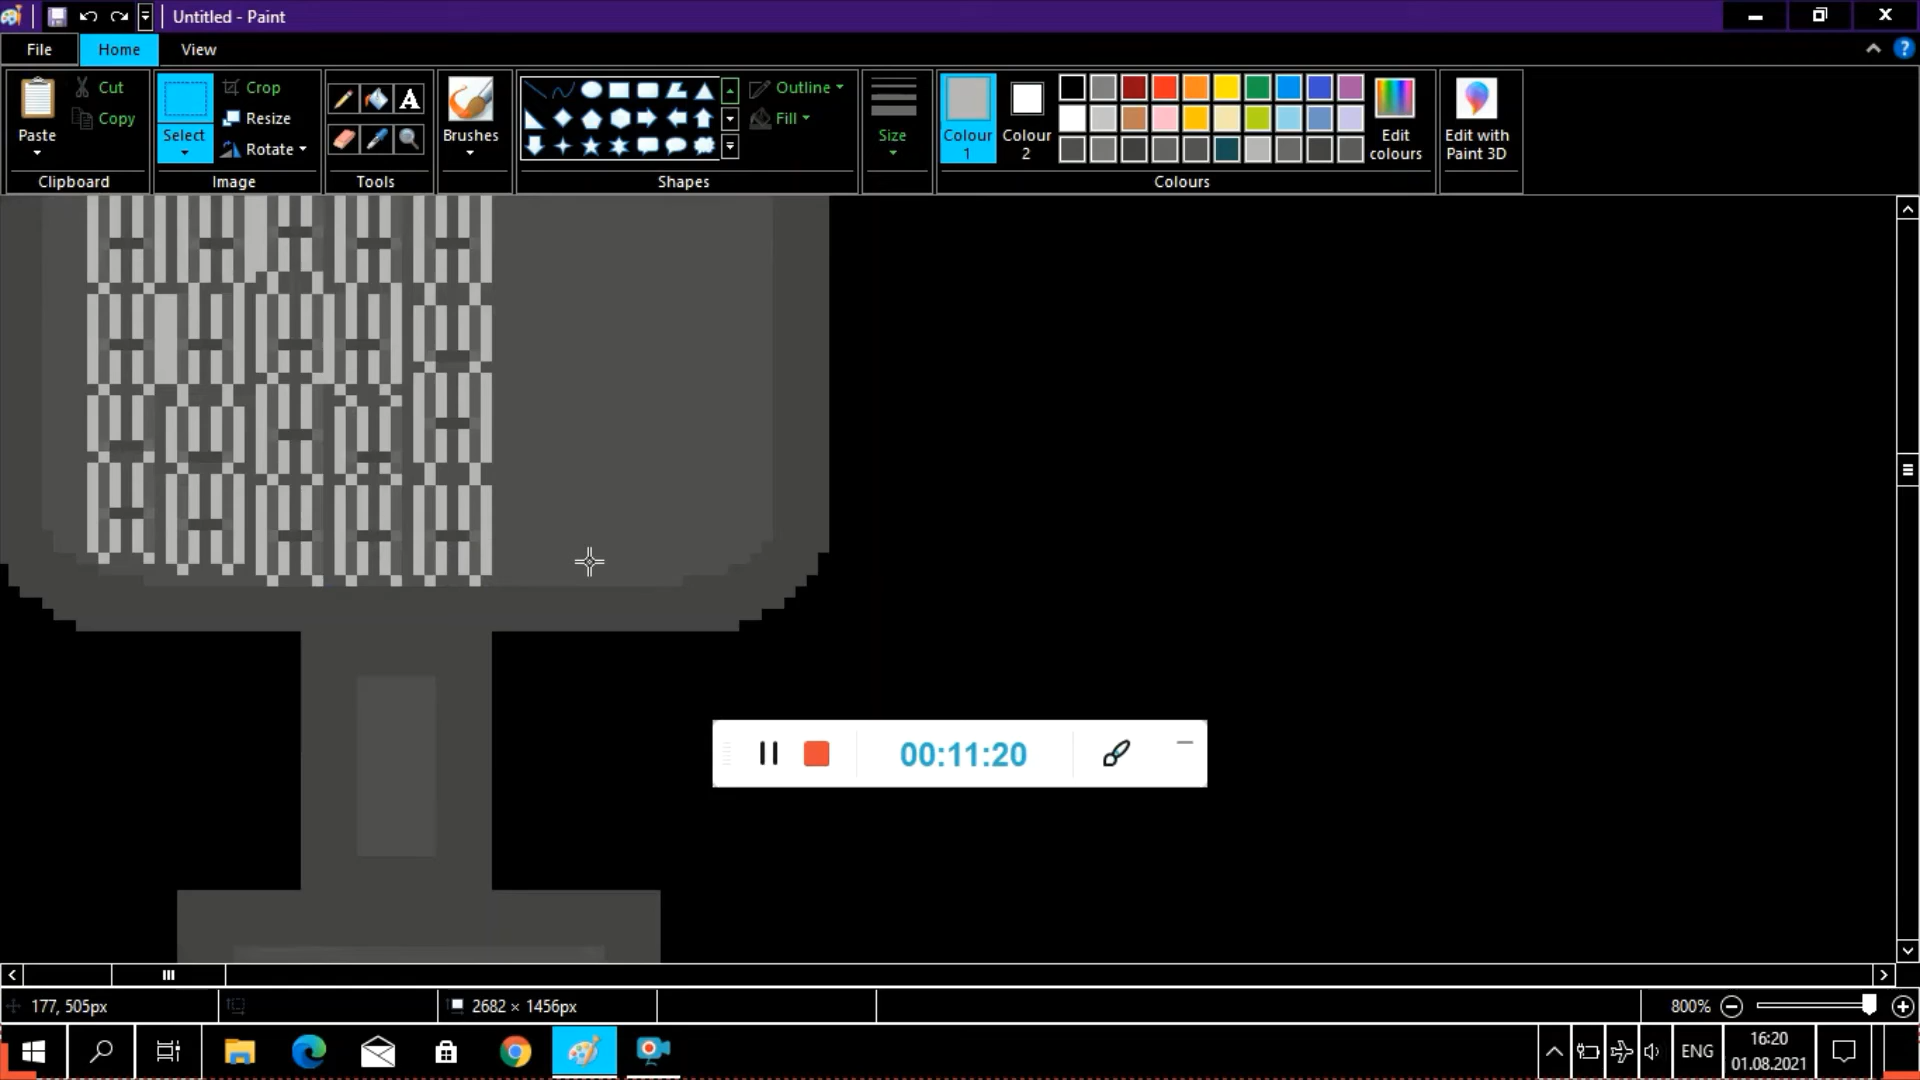 Untitled - Paint
File Home View
Paste
Cut
Copy
Clipboard
Select
Crop
Resize
Rotate
Image
A
Tools
Brushes
Shapes
Outline
Fill
Size
Colour 1
Colour 2
Edit colours
Colours
Edit with Paint 3D
00:11:20
177, 505px
2682 × 1456px
800%
ENG
16:20
01.08.2021